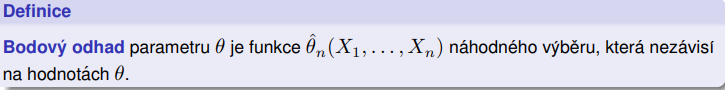 Definice
Bodový odhad parametru θ je funkce θ̂ₙ(X₁, . . . , Xₙ) náhodného výběru, která nezávisí
na hodnotách θ.